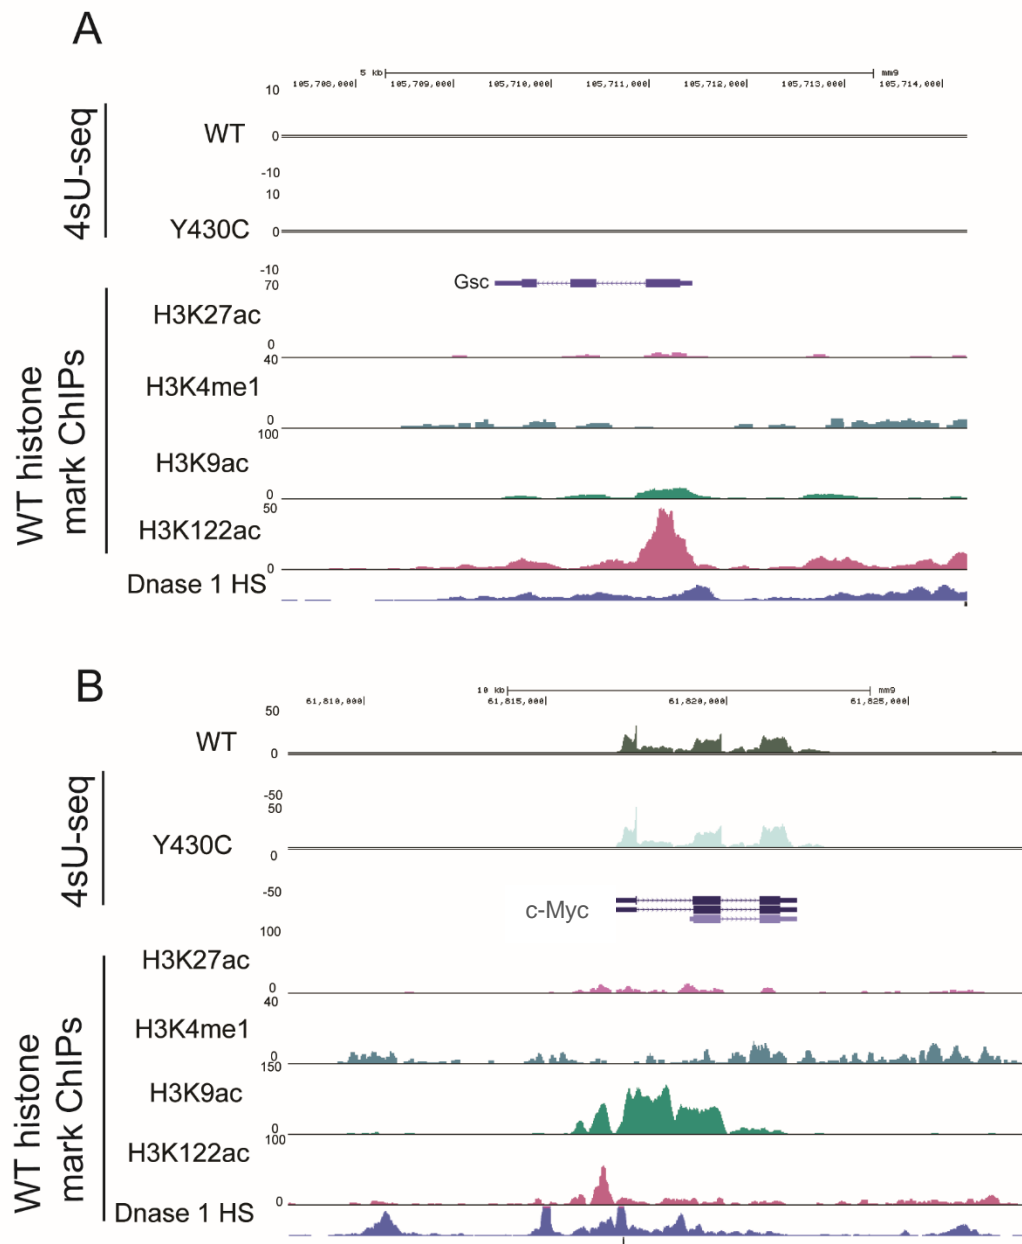 A
5 kb mm9
105,708,000| 105,709,000| 105,710,000| 105,711,000| 105,712,000| 105,713,000| 105,714,000|
4sU-seq
10
WT 0
-10
10
Y430C 0
-10
70
Gsc
WT histone
mark ChIPs
H3K27ac
0
40
H3K4me1
0
100
H3K9ac
0
50
H3K122ac
0
Dnase 1 HS
B
10 kb mm9
61,810,000| 61,815,000| 61,820,000| 61,825,000|
4sU-seq
50
WT
0
-50
50
Y430C
0
-50
c-Myc
100
WT histone
mark ChIPs
H3K27ac
0
40
H3K4me1
0
150
H3K9ac
0
100
H3K122ac
0
Dnase 1 HS